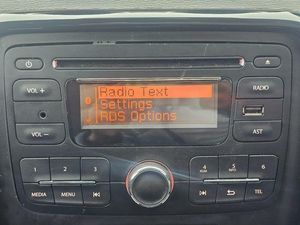 RADIO
VOL +
Radio Text
Settings
RDS Options
VOL –
AST
1 2 3
4 5 6
MEDIA MENU
TEL